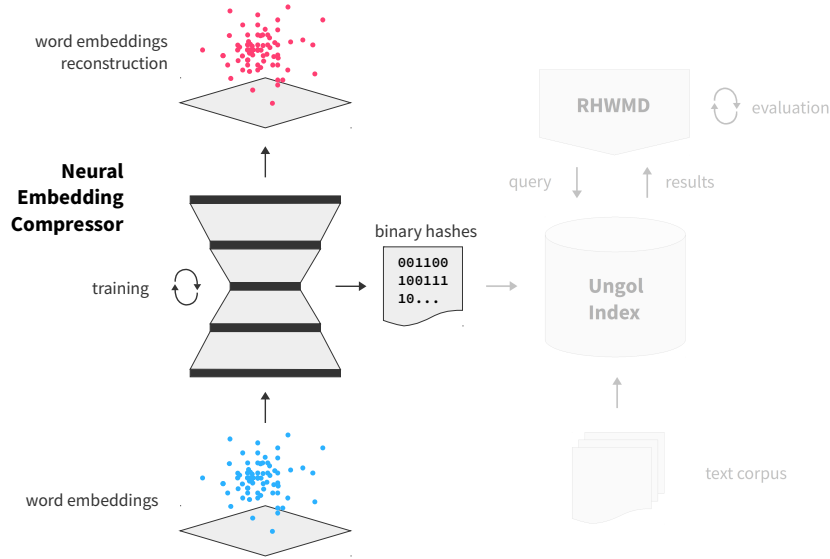 word embeddings
reconstruction
RHWMD
evaluation
Neural
Embedding
Compressor
query
results
binary hashes
001100
100111
10...
training
Ungol
Index
text corpus
word embeddings